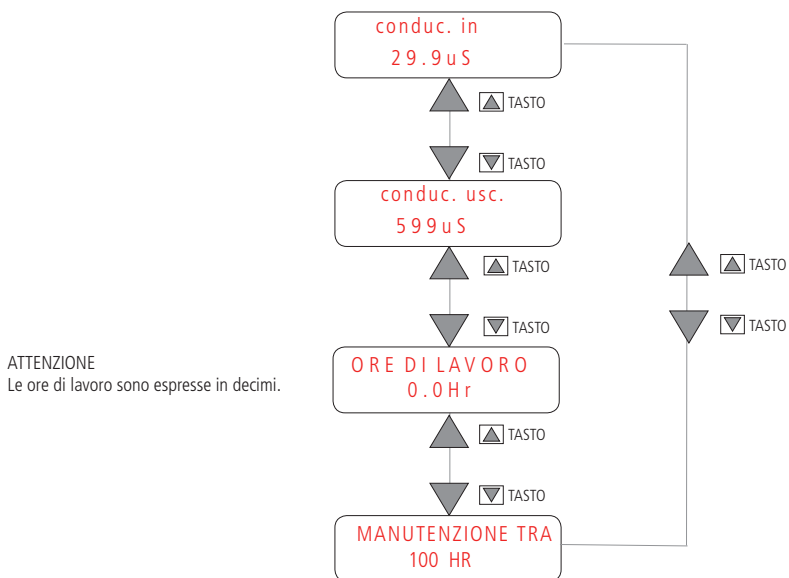 conduc. in
29.9uS
TASTO
TASTO
conduc. usc.
599uS
TASTO
TASTO
TASTO
TASTO
ATTENZIONE
Le ore di lavoro sono espresse in decimi.
ORE DI LAVORO
0.0Hr
TASTO
TASTO
MANUTENZIONE TRA
100 HR